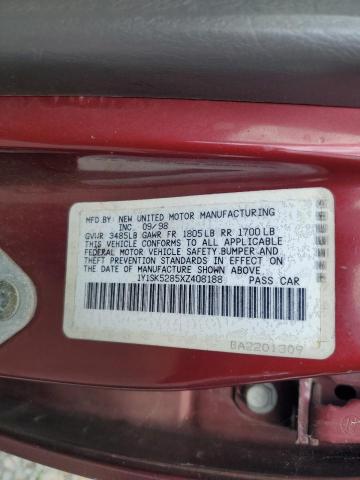 MFD.BY: NEW UNITED MOTOR MANUFACTURING
INC. 09/98
GVWR 3485LB GAWR FR 1805LB RR 1700LB
THIS VEHICLE CONFORMS TO ALL APPLICABLE
FEDERAL MOTOR VEHICLE SAFETY,BUMPER AND
AND THEFT PREVENTION STANDARDS IN EFFECT ON
THE DATE OF MANUFACTURE SHOWN ABOVE.
1Y1SK5285XZ408188 PASS CAR
BA2201309